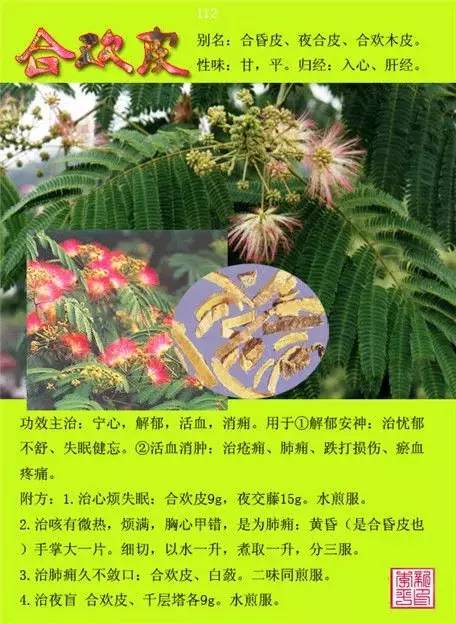 112
合欢皮
别名：合昏皮、夜合皮、合欢木皮。
性味：甘，平。归经：入心、肝经。
功效主治：宁心，解郁，活血，消痈。用于①解郁安神：治忧郁
不舒、失眠健忘。②活血消肿：治疮痈、肺痈、跌打损伤、瘀血
疼痛。
附方：1.治心烦失眠：合欢皮9g，夜交藤15g。水煎服。
2.治咳有微热，烦满，胸心甲错，是为肺痈：黄昏（是合昏皮也
）手掌大一片。细切，以水一升，煮取一升，分三服。
3.治肺痈久不敛口：合欢皮、白蔹。二味同煎服。
4.治夜盲 合欢皮、千层塔各9g。水煎服。